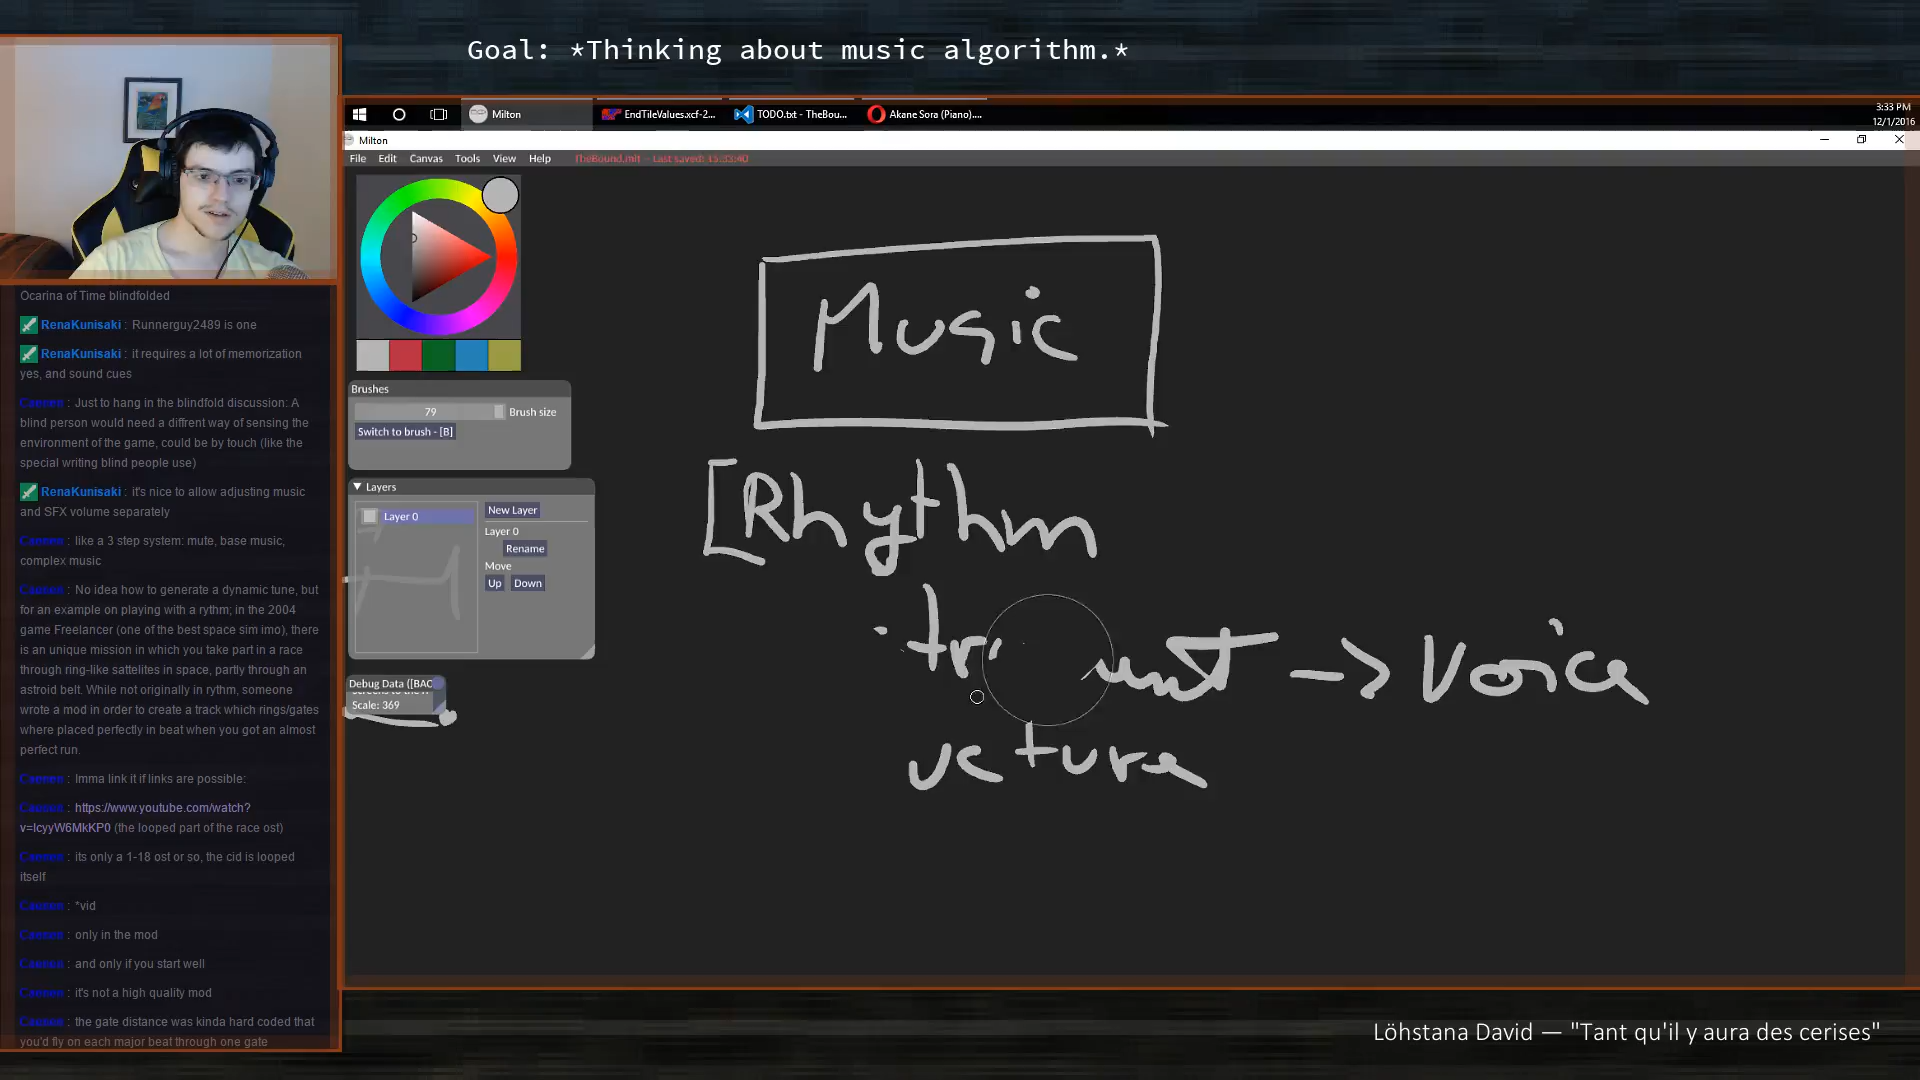 Goal: *Thinking about music algorithm.*
Milton
EndTileValues.xcf-2...
TODO.txt - TheBou...
Akane Sora (Piano)....
3:33 PM
12/1/2016
Milton
File Edit Canvas Tools View Help TheBound.mlt -- Last saved: 15:33:40
Brushes
79 Brush size
Switch to brush - [B]
Layers
Layer 0
New Layer
Layer 0
Rename
Move
Up Down
Debug Data ([BAC
Scale: 369
Music
[Rhythm
Voice
ucture
Ocarina of Time blindfolded
RenaKunisaki : Runnerguy2489 is one
RenaKunisaki : it requires a lot of memorization
yes, and sound cues
: Just to hang in the blindfold discussion: A
blind person would need a diffrent way of sensing the
environment of the game, could be by touch (like the
special writing blind people use)
RenaKunisaki : it's nice to allow adjusting music
and SFX volume separately
: like a 3 step system: mute, base music,
complex music
: No idea how to generate a dynamic tune, but
for an example on playing with a rythm; in the 2004
game Freelancer (one of the best space sim imo), there
is an unique mission in which you take part in a race
through ring-like sattelites in space, partly through an
astroid belt. While not originally in rythm, someone
wrote a mod in order to create a track which rings/gates
where placed perfectly in beat when you got an almost
perfect run.
: Imma link it if links are possible:
: https://www.youtube.com/watch?
v=IcyyW6MkKP0 (the looped part of the race ost)
: its only a 1-18 ost or so, the cid is looped
itself
: *vid
: only in the mod
: and only if you start well
: it's not a high quality mod
: the gate distance was kinda hard coded that
you'd fly on each major beat through one gate
Löhstana David — "Tant qu'il y aura des cerises"